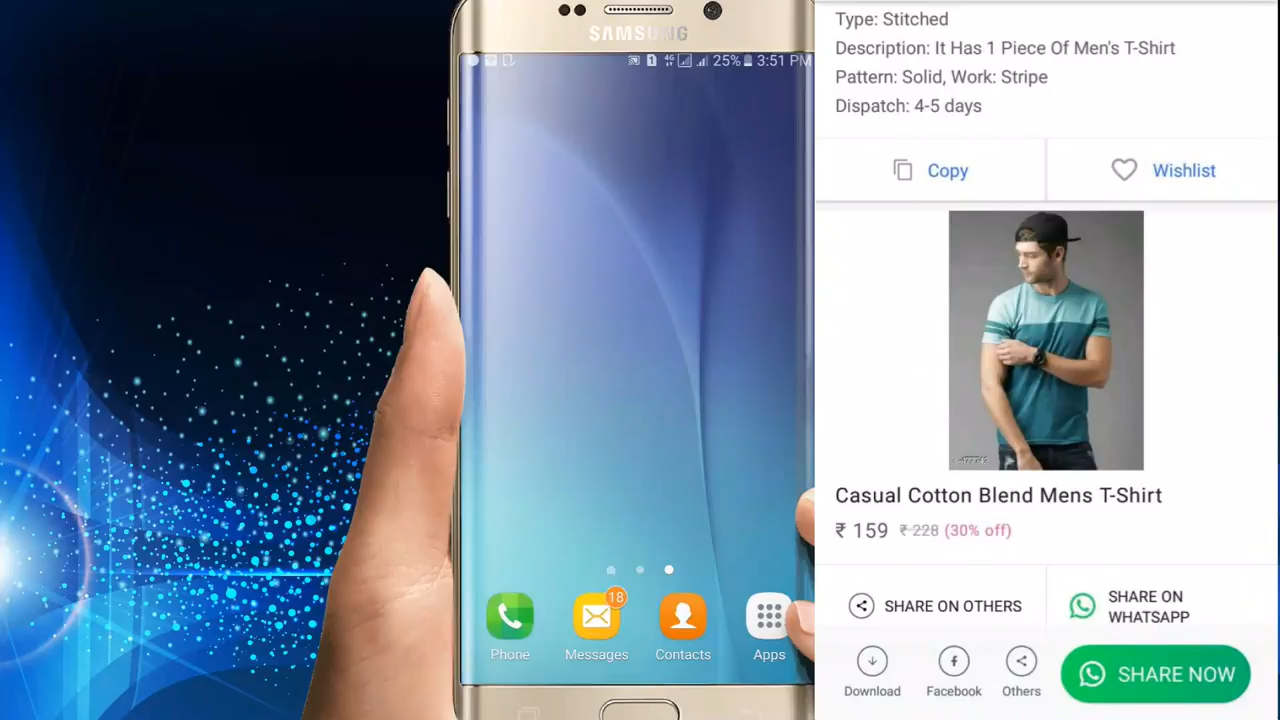 SAMSUNG
25% 3:51 PM
Phone
18
Messages
Contacts
Apps
Type: Stitched
Description: It Has 1 Piece Of Men's T-Shirt
Pattern: Solid, Work: Stripe
Dispatch: 4-5 days
Copy
Wishlist
Casual Cotton Blend Mens T-Shirt
₹ 159 ₹ 228 (30% off)
SHARE ON OTHERS
SHARE ON
WHATSAPP
Download
Facebook
Others
SHARE NOW